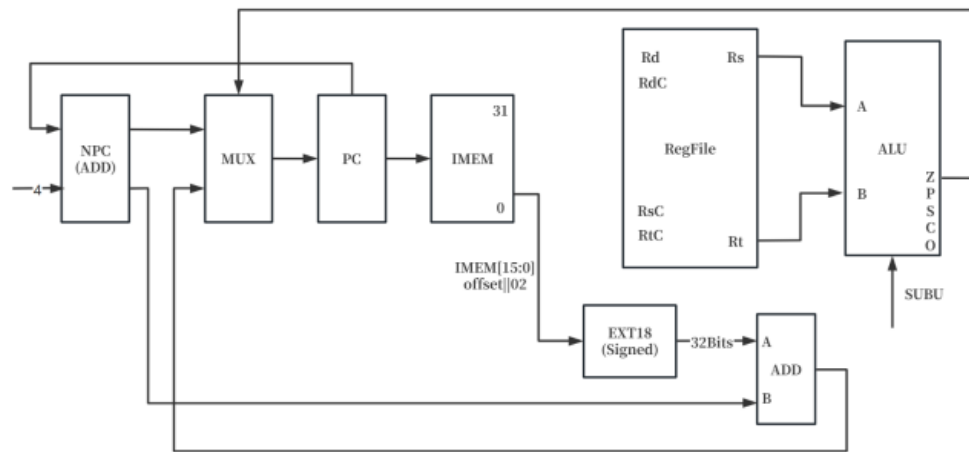 Rd
Rs
RdC
RegFile
RsC
RtC
Rt
A
B
ALU
Z
P
S
C
O
SUBU
NPC
(ADD)
4
MUX
PC
31
IMEM
0
IMEM[15:0]
offset||02
EXT18
(Signed)
32Bits
A
ADD
B